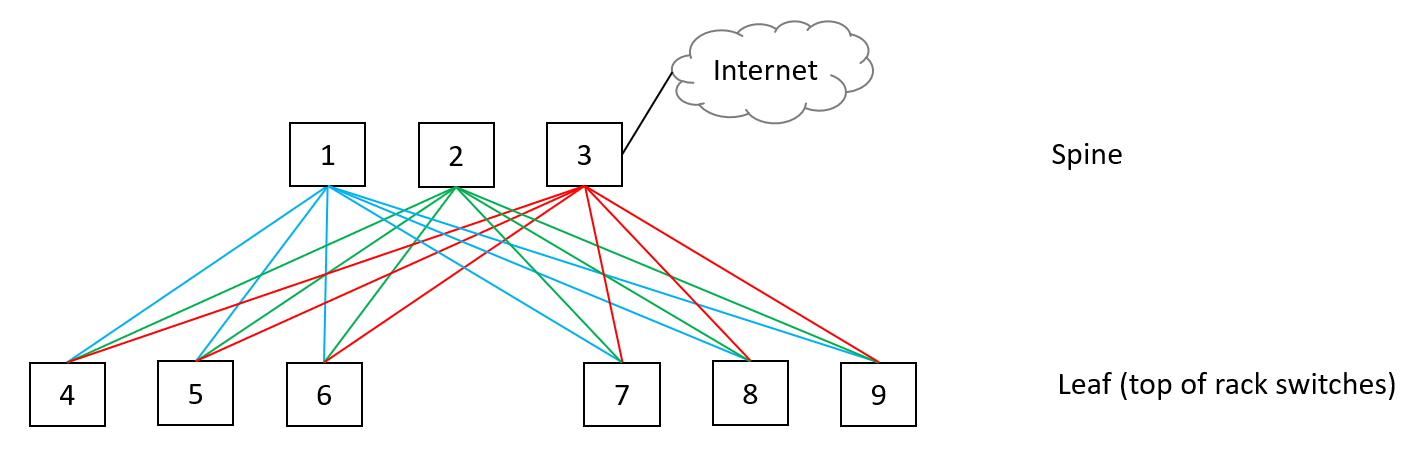 Internet
1 2 3 Spine
4 5 6 7 8 9 Leaf (top of rack switches)